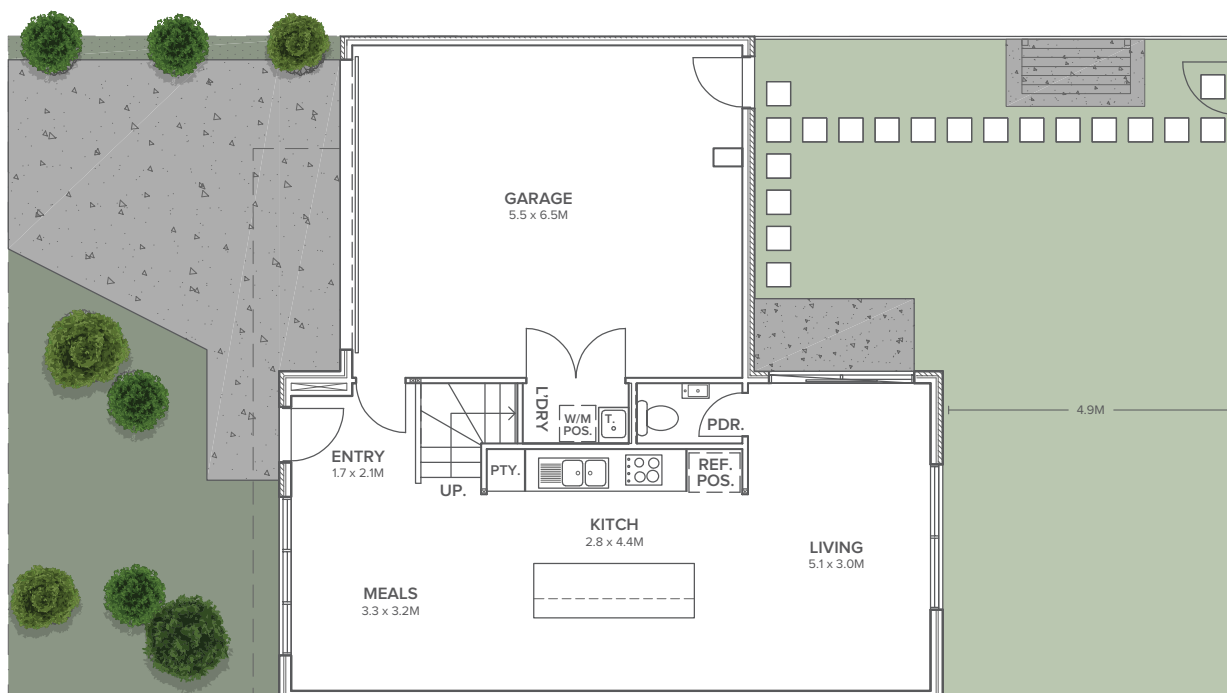 GARAGE
5.5 x 6.5M
L'DRY
W/M
POS.
T.
PDR.
4.9M
ENTRY
1.7 x 2.1M
PTY.
REF.
POS.
UP.
KITCH
2.8 x 4.4M
LIVING
5.1 x 3.0M
MEALS
3.3 x 3.2M